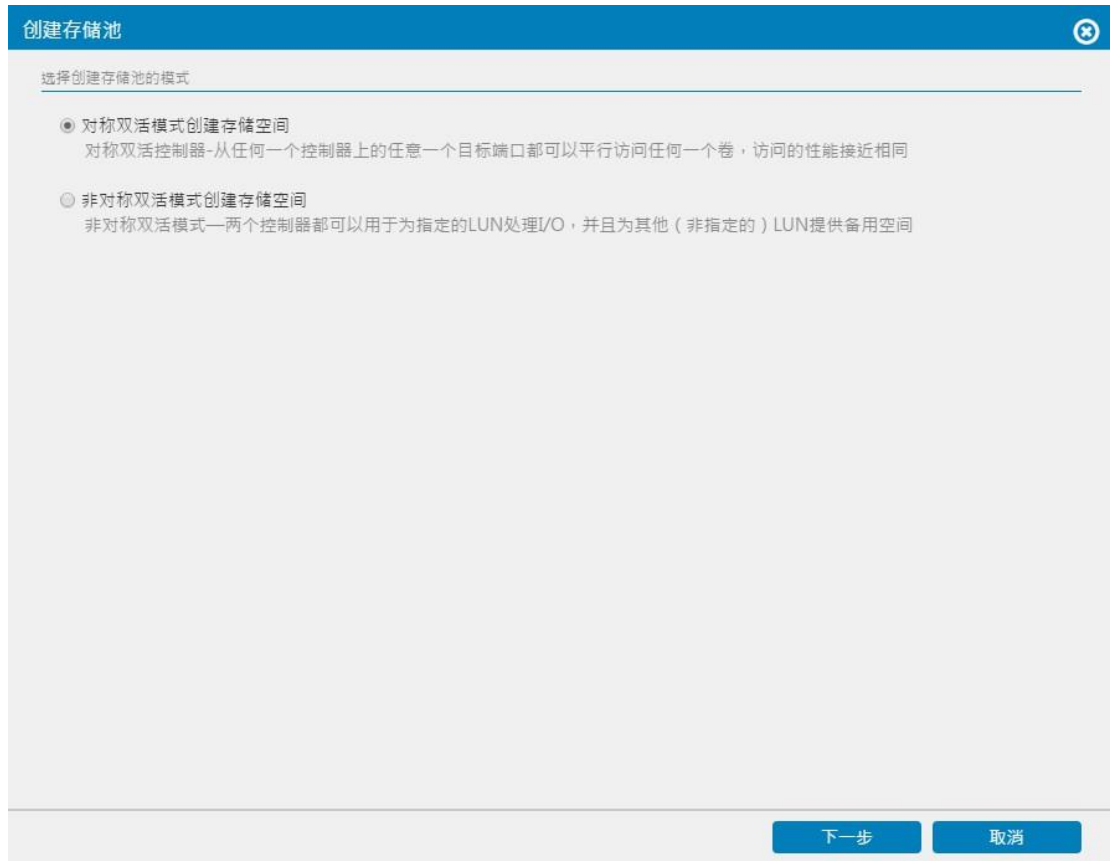 创建存储池
选择创建存储池的模式
对称双活模式创建存储空间
对称双活控制器-从任何一个控制器上的任意一个目标端口都可以平行访问任何一个卷，访问的性能接近相同
非对称双活模式创建存储空间
非对称双活模式—两个控制器都可以用于为指定的LUN处理I/O，并且为其他（非指定的）LUN提供备用空间
下一步
取消